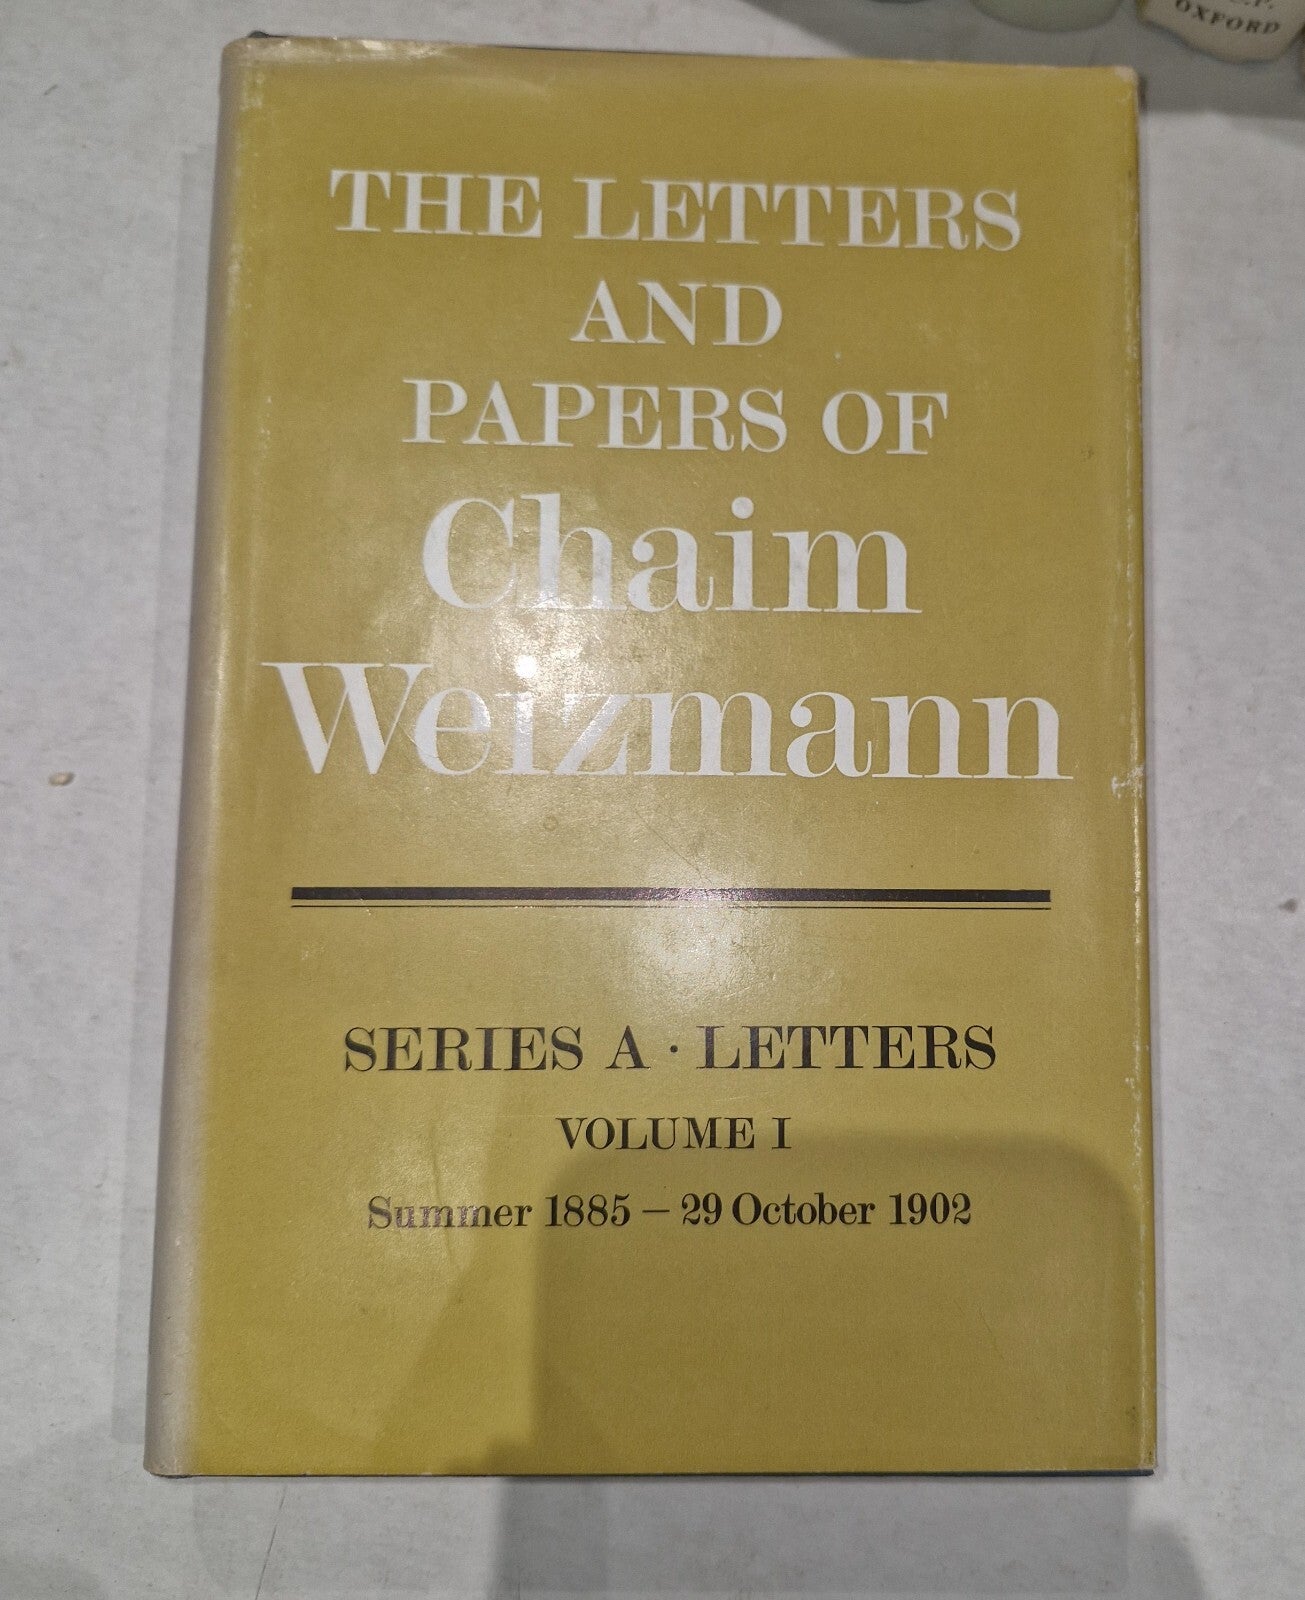 OXFORD
THE LETTERS
AND
PAPERS OF
Chaim
Weizmann
SERIES A · LETTERS
VOLUME I
Summer 1885 – 29 October 1902